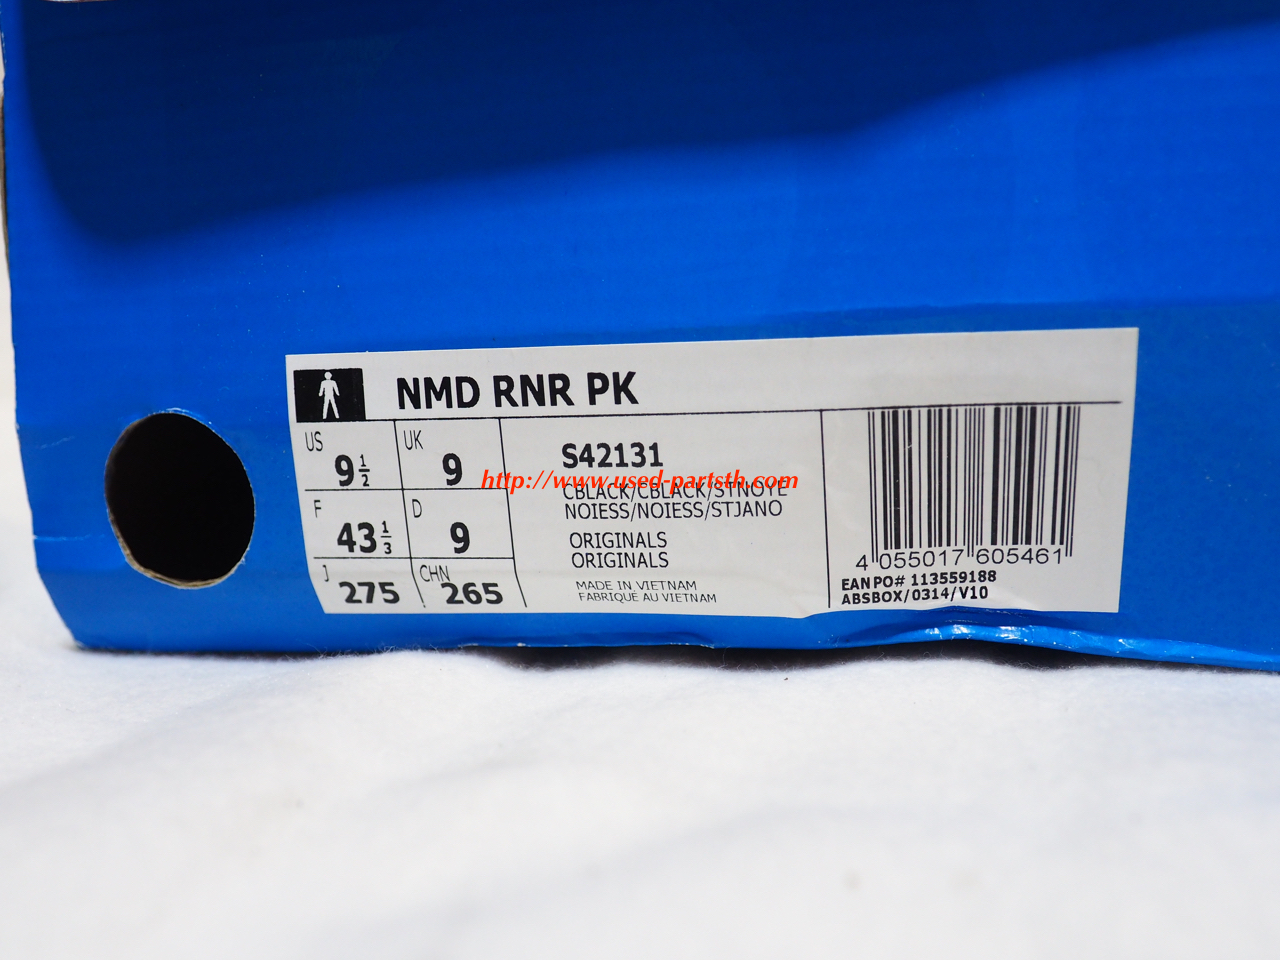 NMD RNR PK
US 9 1/2
UK 9
F 43 1/3
D 9
J 275
CHN 265
S42131
http://www.used-partsth.com
CBLACK/CBLACK/STNOYE
NOIESS/NOIESS/STJANO
ORIGINALS
ORIGINALS
MADE IN VIETNAM
FABRIQUÉ AU VIETNAM
4 055017 605461
EAN PO# 113559188
ABSBOX/0314/V10